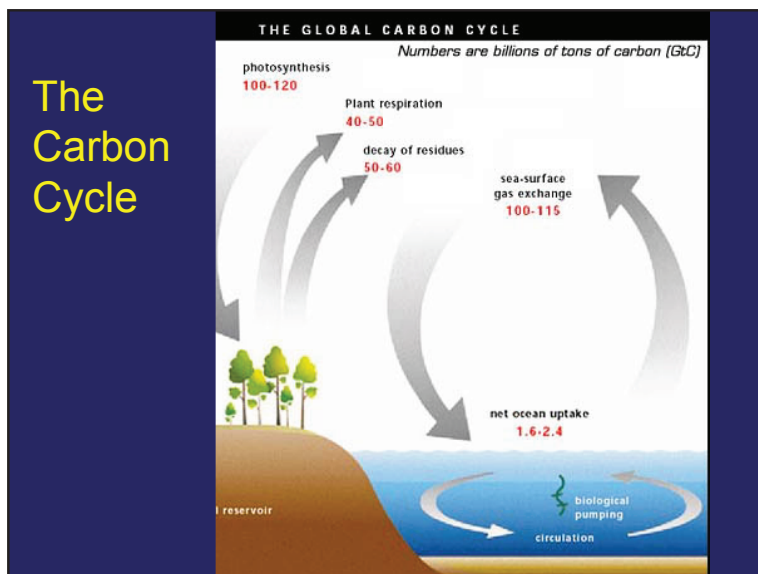 The
Carbon
Cycle
THE GLOBAL CARBON CYCLE
Numbers are billions of tons of carbon (GtC)
photosynthesis
100-120
Plant respiration
40-50
decay of residues
50-60
sea-surface
gas exchange
100-115
net ocean uptake
1.6-2.4
biological
pumping
circulation
l reservoir